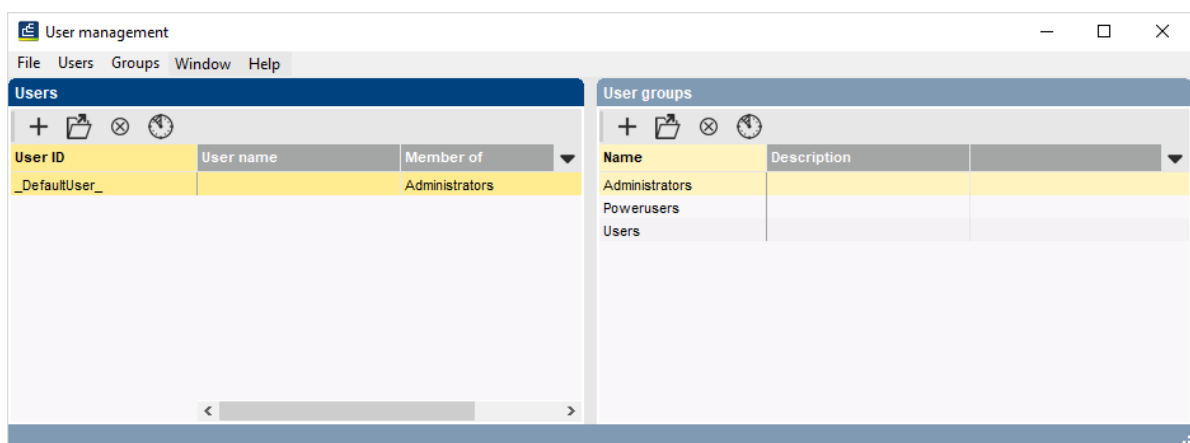 User management
File Users Groups Window Help
Users
User ID User name Member of
_DefaultUser_ Administrators
User groups
Name Description
Administrators
Powerusers
Users